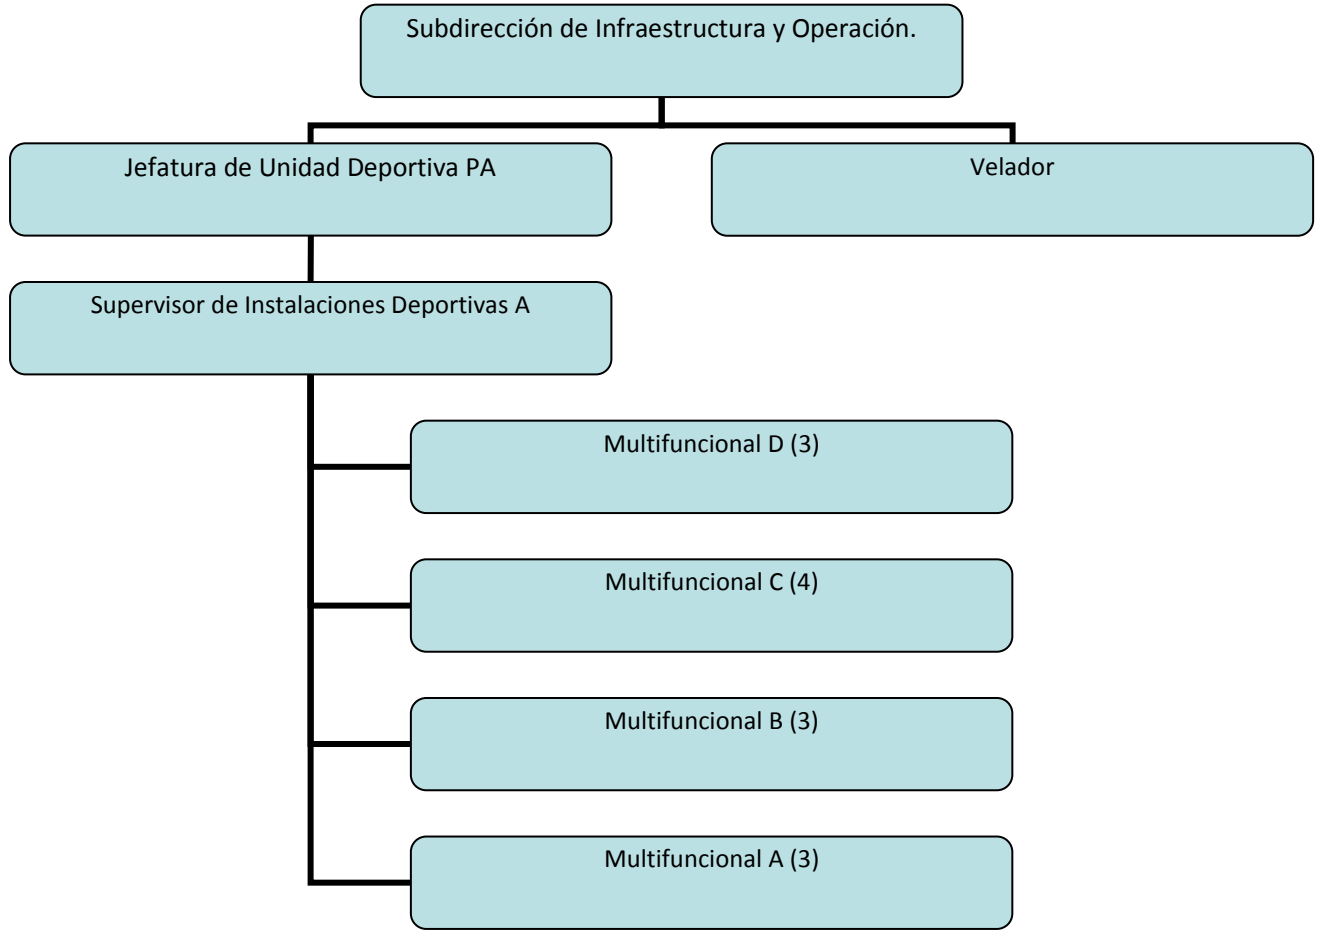 Subdirección de Infraestructura y Operación.
Jefatura de Unidad Deportiva PA
Velador
Supervisor de Instalaciones Deportivas A
Multifuncional D (3)
Multifuncional C (4)
Multifuncional B (3)
Multifuncional A (3)